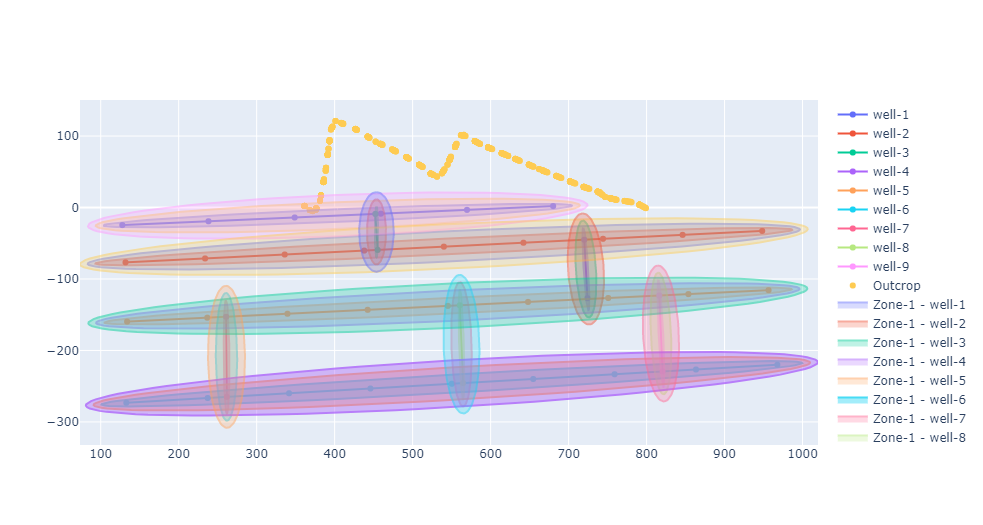 100
0
−100
−200
−300
100
200
300
400
500
600
700
800
900
1000
well-1
well-2
well-3
well-4
well-5
well-6
well-7
well-8
well-9
Outcrop
Zone-1 - well-1
Zone-1 - well-2
Zone-1 - well-3
Zone-1 - well-4
Zone-1 - well-5
Zone-1 - well-6
Zone-1 - well-7
Zone-1 - well-8